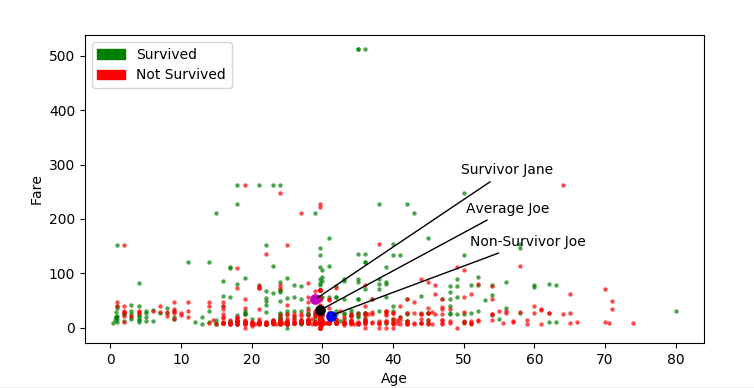 Survived
Not Survived
500
400
300
200
100
0
Fare
Survivor Jane
Average Joe
Non-Survivor Joe
0 10 20 30 40 50 60 70 80
Age